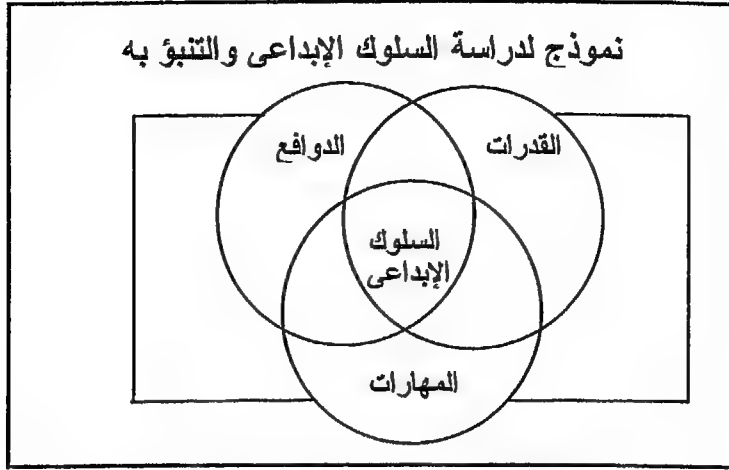 نموذج لدراسة السلوك الإبداعى والتنبؤ به
القدرات
الدوافع
السلوك
الإبداعى
المهارات